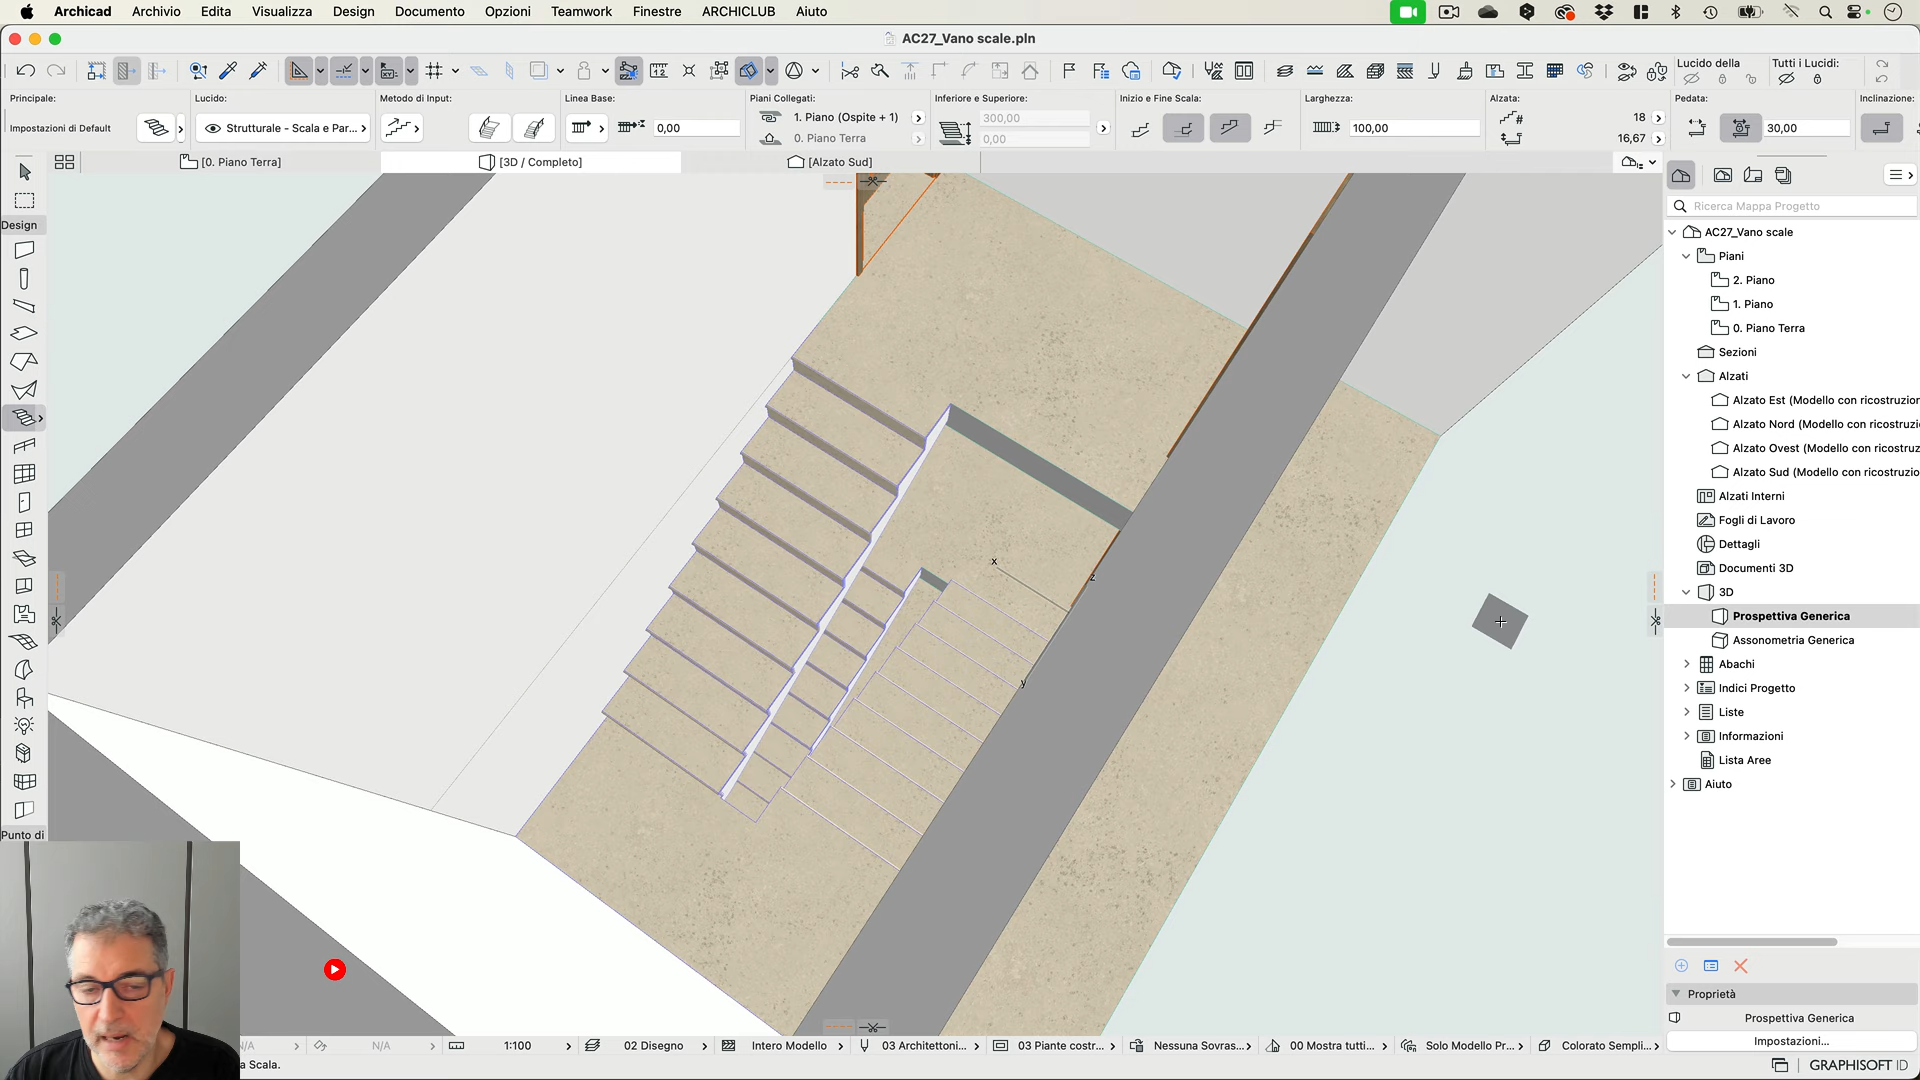 Archicad Archivio Edita Visualizza Design Documento Opzioni Teamwork Finestre ARCHICLUB Aiuto
AC27_Vano scale.pln
Lucido della Tutti i Lucidi:
Principale: Lucido: Metodo di Input: Linea Base: Piani Collegati: Inferiore e Superiore: Inizio e Fine Scala: Larghezza: Alzata: Pedata: Inclinazione:
1. Piano (Ospite + 1) 300,00 18
Impostazioni di Default Strutturale - Scala e Par... 0,00 100,00 30,00
0. Piano Terra 0,00 16,67
[0. Piano Terra] [3D / Completo] [Alzato Sud]
Ricerca Mappa Progetto
Design
AC27_Vano scale
Piani
2. Piano
1. Piano
0. Piano Terra
Sezioni
Alzati
Alzato Est (Modello con ricostruzio
Alzato Nord (Modello con ricostruzi
Alzato Ovest (Modello con ricostruz
Alzato Sud (Modello con ricostruzio
Alzati Interni
Fogli di Lavoro
Dettagli
Documenti 3D
3D
Prospettiva Generica
Assonometria Generica
Abachi
Indici Progetto
Liste
Informazioni
Lista Aree
Aiuto
x
z
y
Punto di
Proprietà
Prospettiva Generica
Impostazioni...
N/A N/A 1:100 02 Disegno Intero Modello 03 Architettoni... 03 Piante costr... Nessuna Sovras... 00 Mostra tutti... Solo Modello Pr... Colorato Sempli...
a Scala.
GRAPHISOFT ID